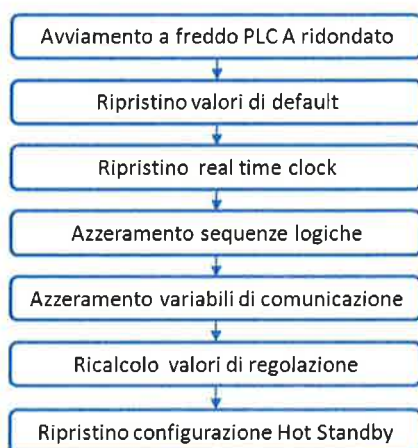 Avviamento a freddo PLC A ridondato
Ripristino valori di default
Ripristino real time clock
Azzeramento sequenze logiche
Azzeramento variabili di comunicazione
Ricalcolo valori di regolazione
Ripristino configurazione Hot Standby